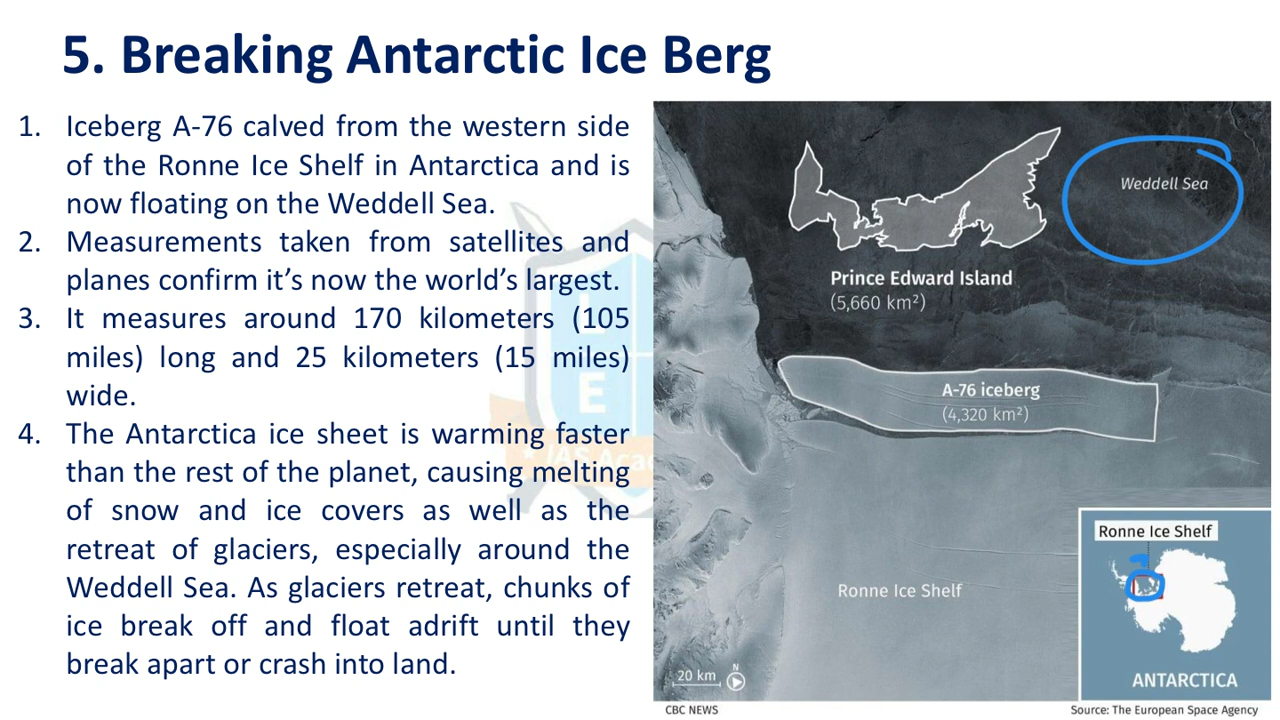 5. Breaking Antarctic Ice Berg
1. Iceberg A-76 calved from the western side
of the Ronne Ice Shelf in Antarctica and is
now floating on the Weddell Sea.
2. Measurements taken from satellites and
planes confirm it’s now the world’s largest.
3. It measures around 170 kilometers (105
miles) long and 25 kilometers (15 miles)
wide.
4. The Antarctica ice sheet is warming faster
than the rest of the planet, causing melting
of snow and ice covers as well as the
retreat of glaciers, especially around the
Weddell Sea. As glaciers retreat, chunks of
ice break off and float adrift until they
break apart or crash into land.
Weddell Sea
Prince Edward Island
(5,660 km²)
A-76 iceberg
(4,320 km²)
Ronne Ice Shelf
Ronne Ice Shelf
ANTARCTICA
20 km
N
CBC NEWS
Source: The European Space Agency
E